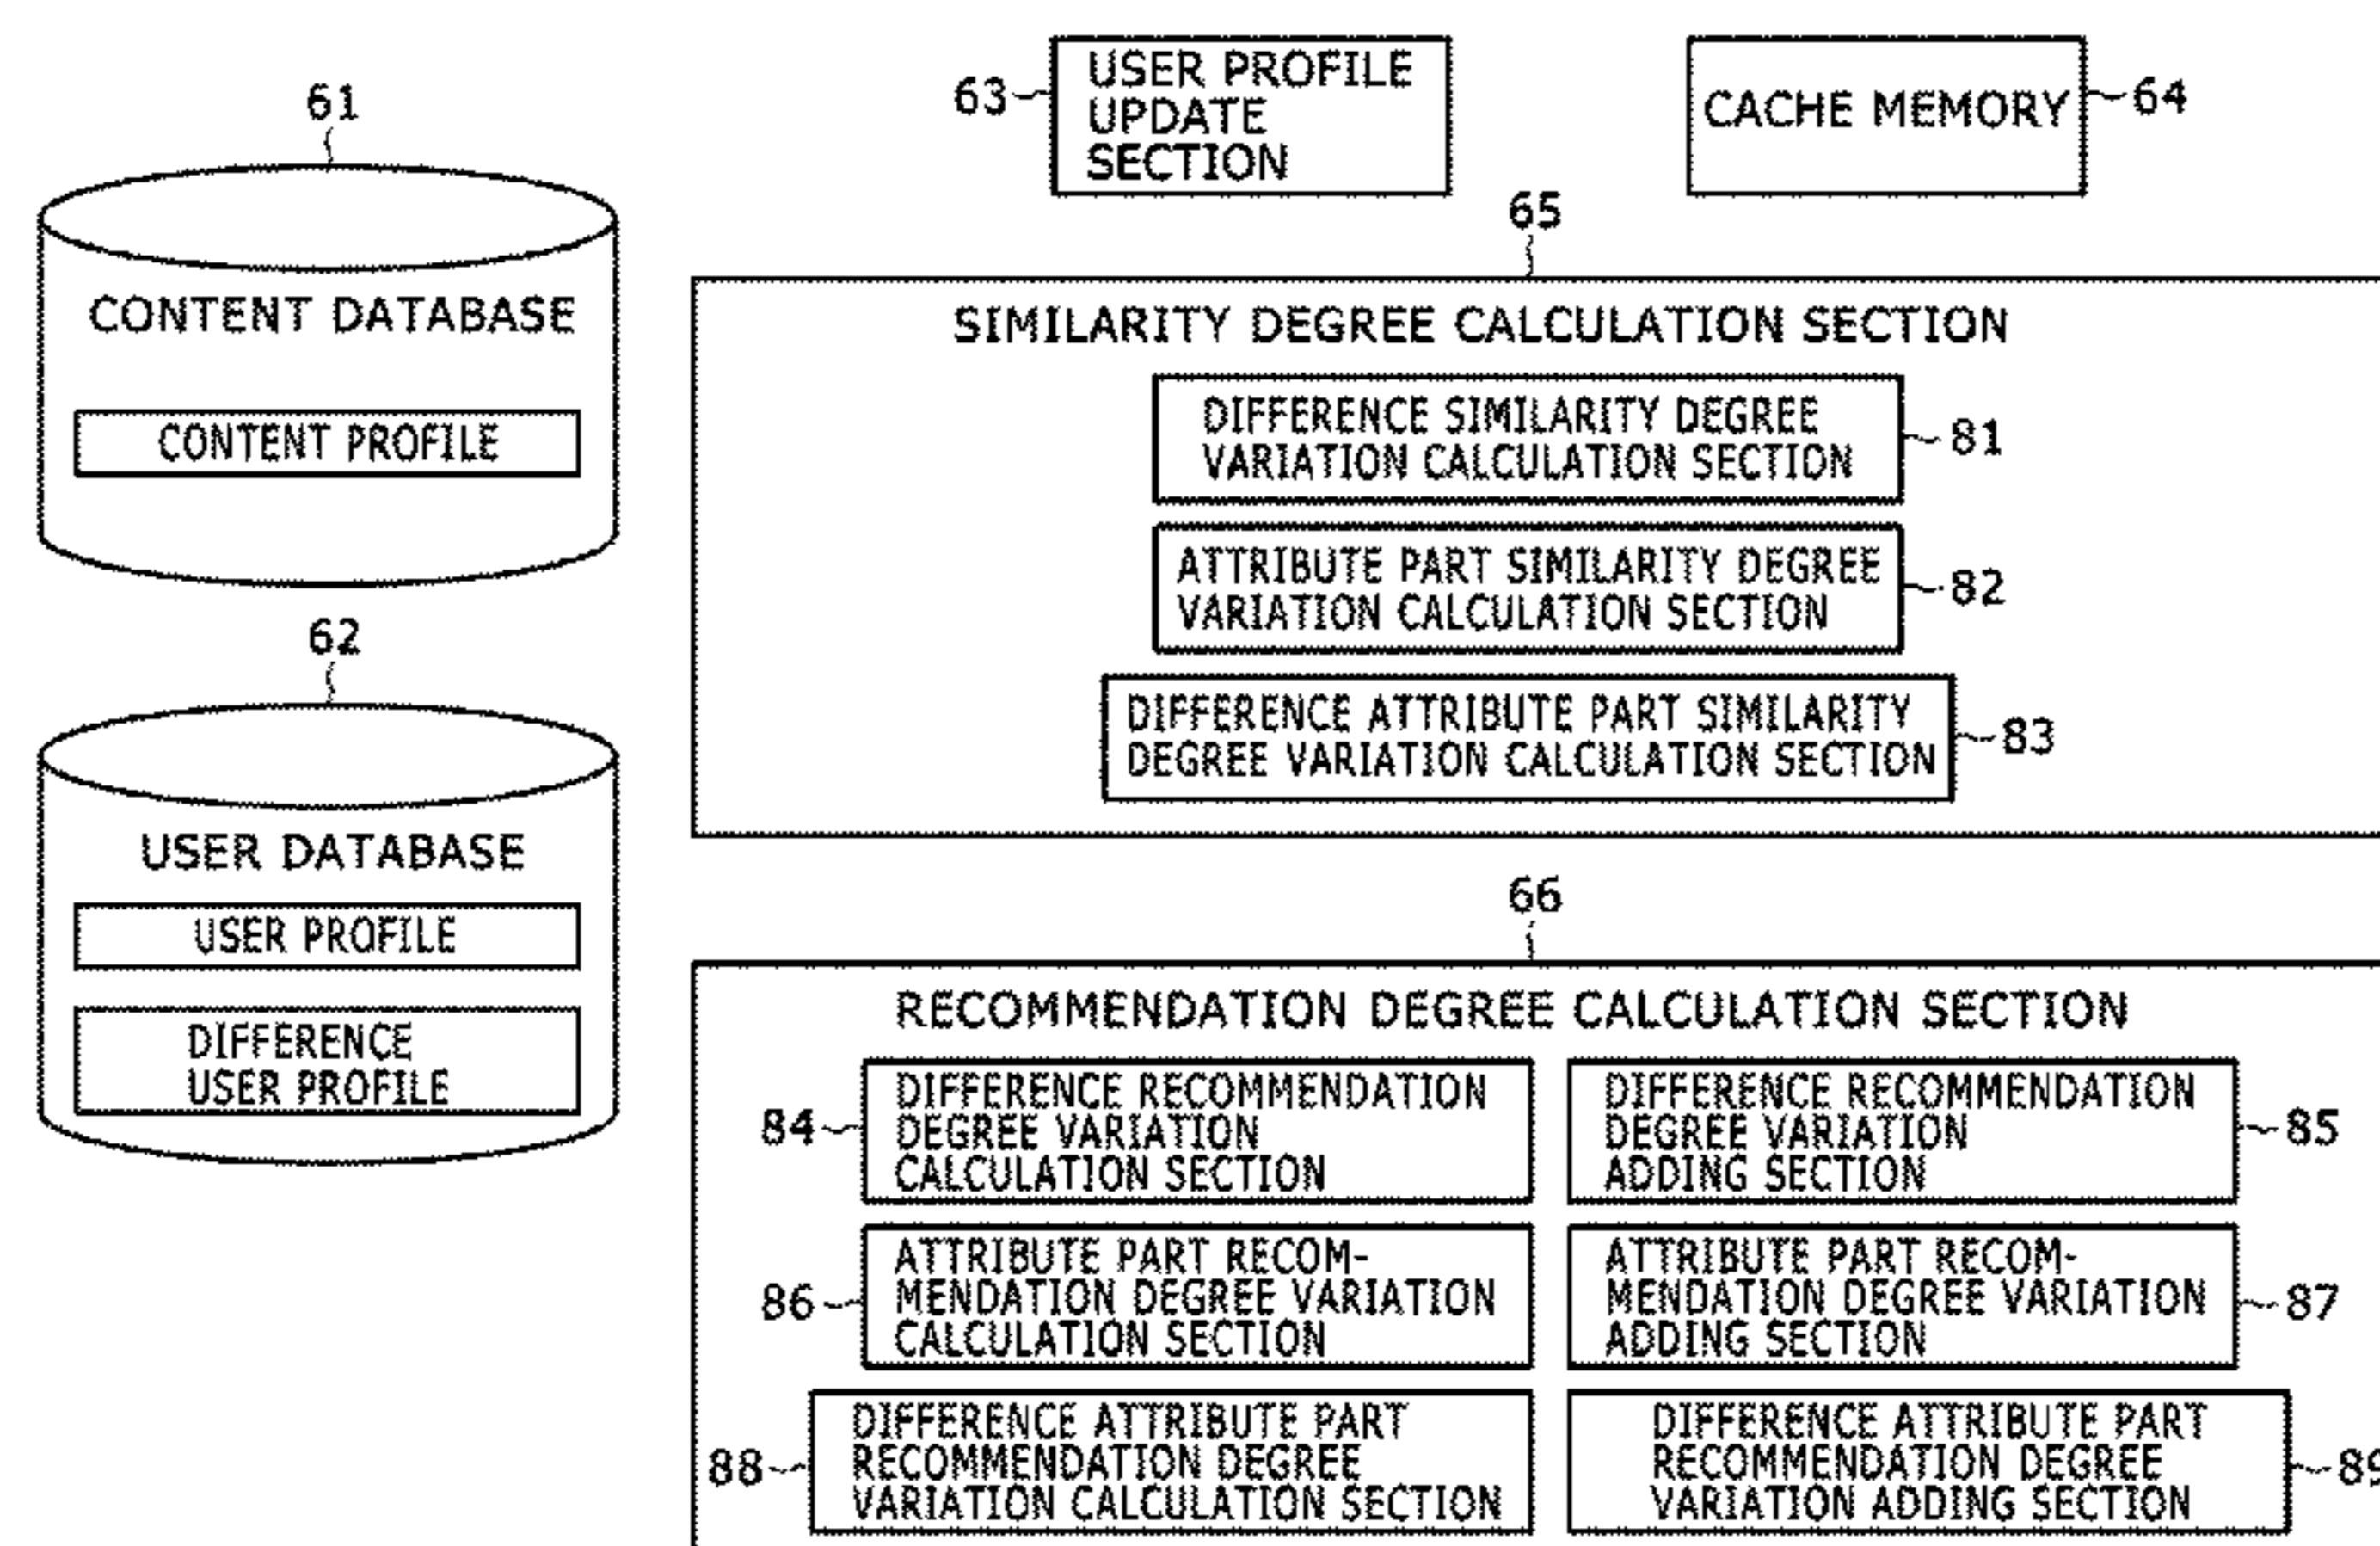 61
CONTENT DATABASE
CONTENT PROFILE
62
USER DATABASE
USER PROFILE
DIFFERENCE
USER PROFILE
63
USER PROFILE
UPDATE
SECTION
CACHE MEMORY
64
65
SIMILARITY DEGREE CALCULATION SECTION
DIFFERENCE SIMILARITY DEGREE
VARIATION CALCULATION SECTION
81
ATTRIBUTE PART SIMILARITY DEGREE
VARIATION CALCULATION SECTION
82
DIFFERENCE ATTRIBUTE PART SIMILARITY
DEGREE VARIATION CALCULATION SECTION
83
66
RECOMMENDATION DEGREE CALCULATION SECTION
84
DIFFERENCE RECOMMENDATION
DEGREE VARIATION
CALCULATION SECTION
DIFFERENCE RECOMMENDATION
DEGREE VARIATION
ADDING SECTION
85
86
ATTRIBUTE PART RECOM-
MENDATION DEGREE VARIATION
CALCULATION SECTION
ATTRIBUTE PART RECOM-
MENDATION DEGREE VARIATION
ADDING SECTION
87
88
DIFFERENCE ATTRIBUTE PART
RECOMMENDATION DEGREE
VARIATION CALCULATION SECTION
DIFFERENCE ATTRIBUTE PART
RECOMMENDATION DEGREE
VARIATION ADDING SECTION
89